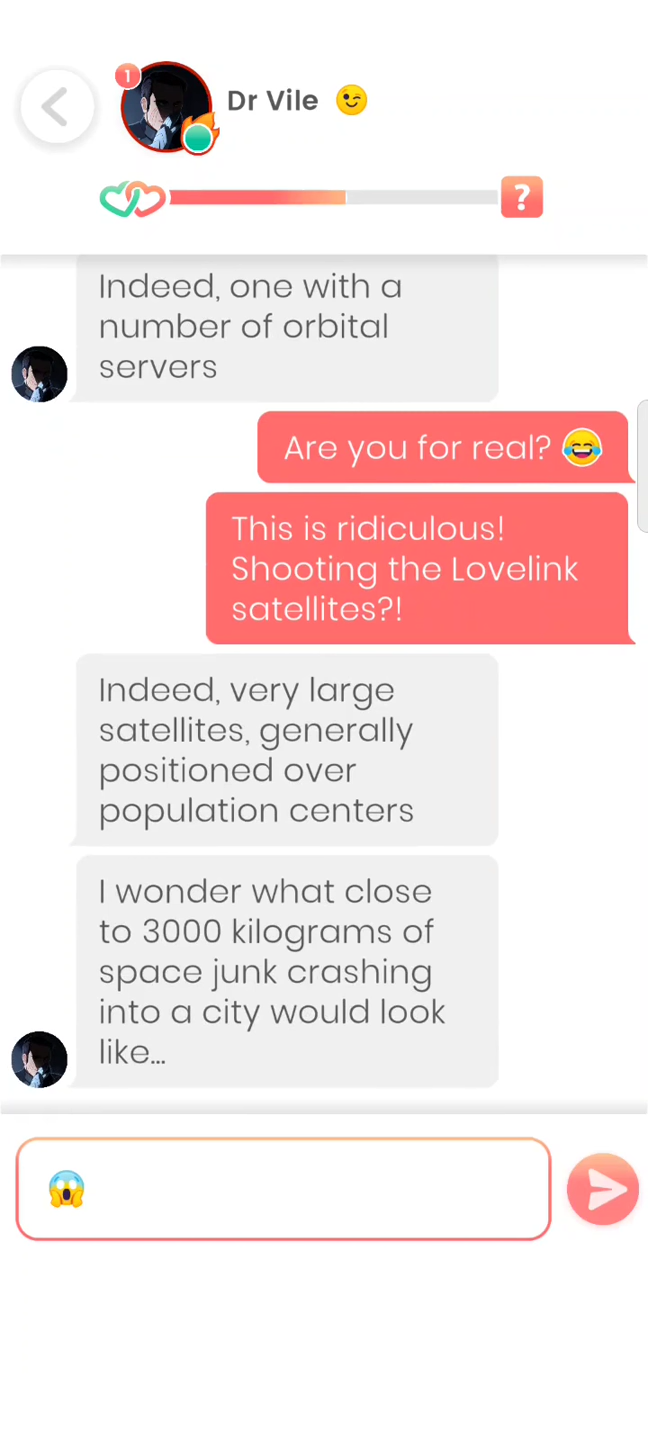 1
Dr Vile 😉
?
Indeed, one with a
number of orbital
servers
Are you for real? 😂
This is ridiculous!
Shooting the Lovelink
satellites?!
Indeed, very large
satellites, generally
positioned over
population centers
I wonder what close
to 3000 kilograms of
space junk crashing
into a city would look
like...
😱